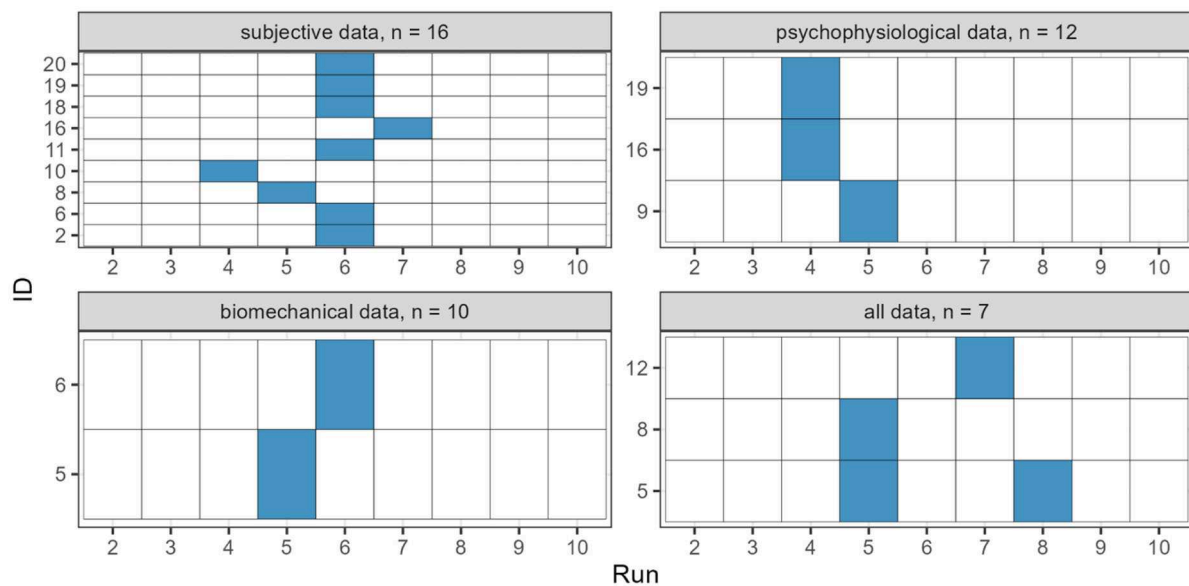 subjective data, n = 16
psychophysiological data, n = 12
20
19
18
16
11
10
8
6
2
19
16
9
2 3 4 5 6 7 8 9 10
2 3 4 5 6 7 8 9 10
ID
biomechanical data, n = 10
all data, n = 7
6
5
12
8
5
2 3 4 5 6 7 8 9 10
2 3 4 5 6 7 8 9 10
Run